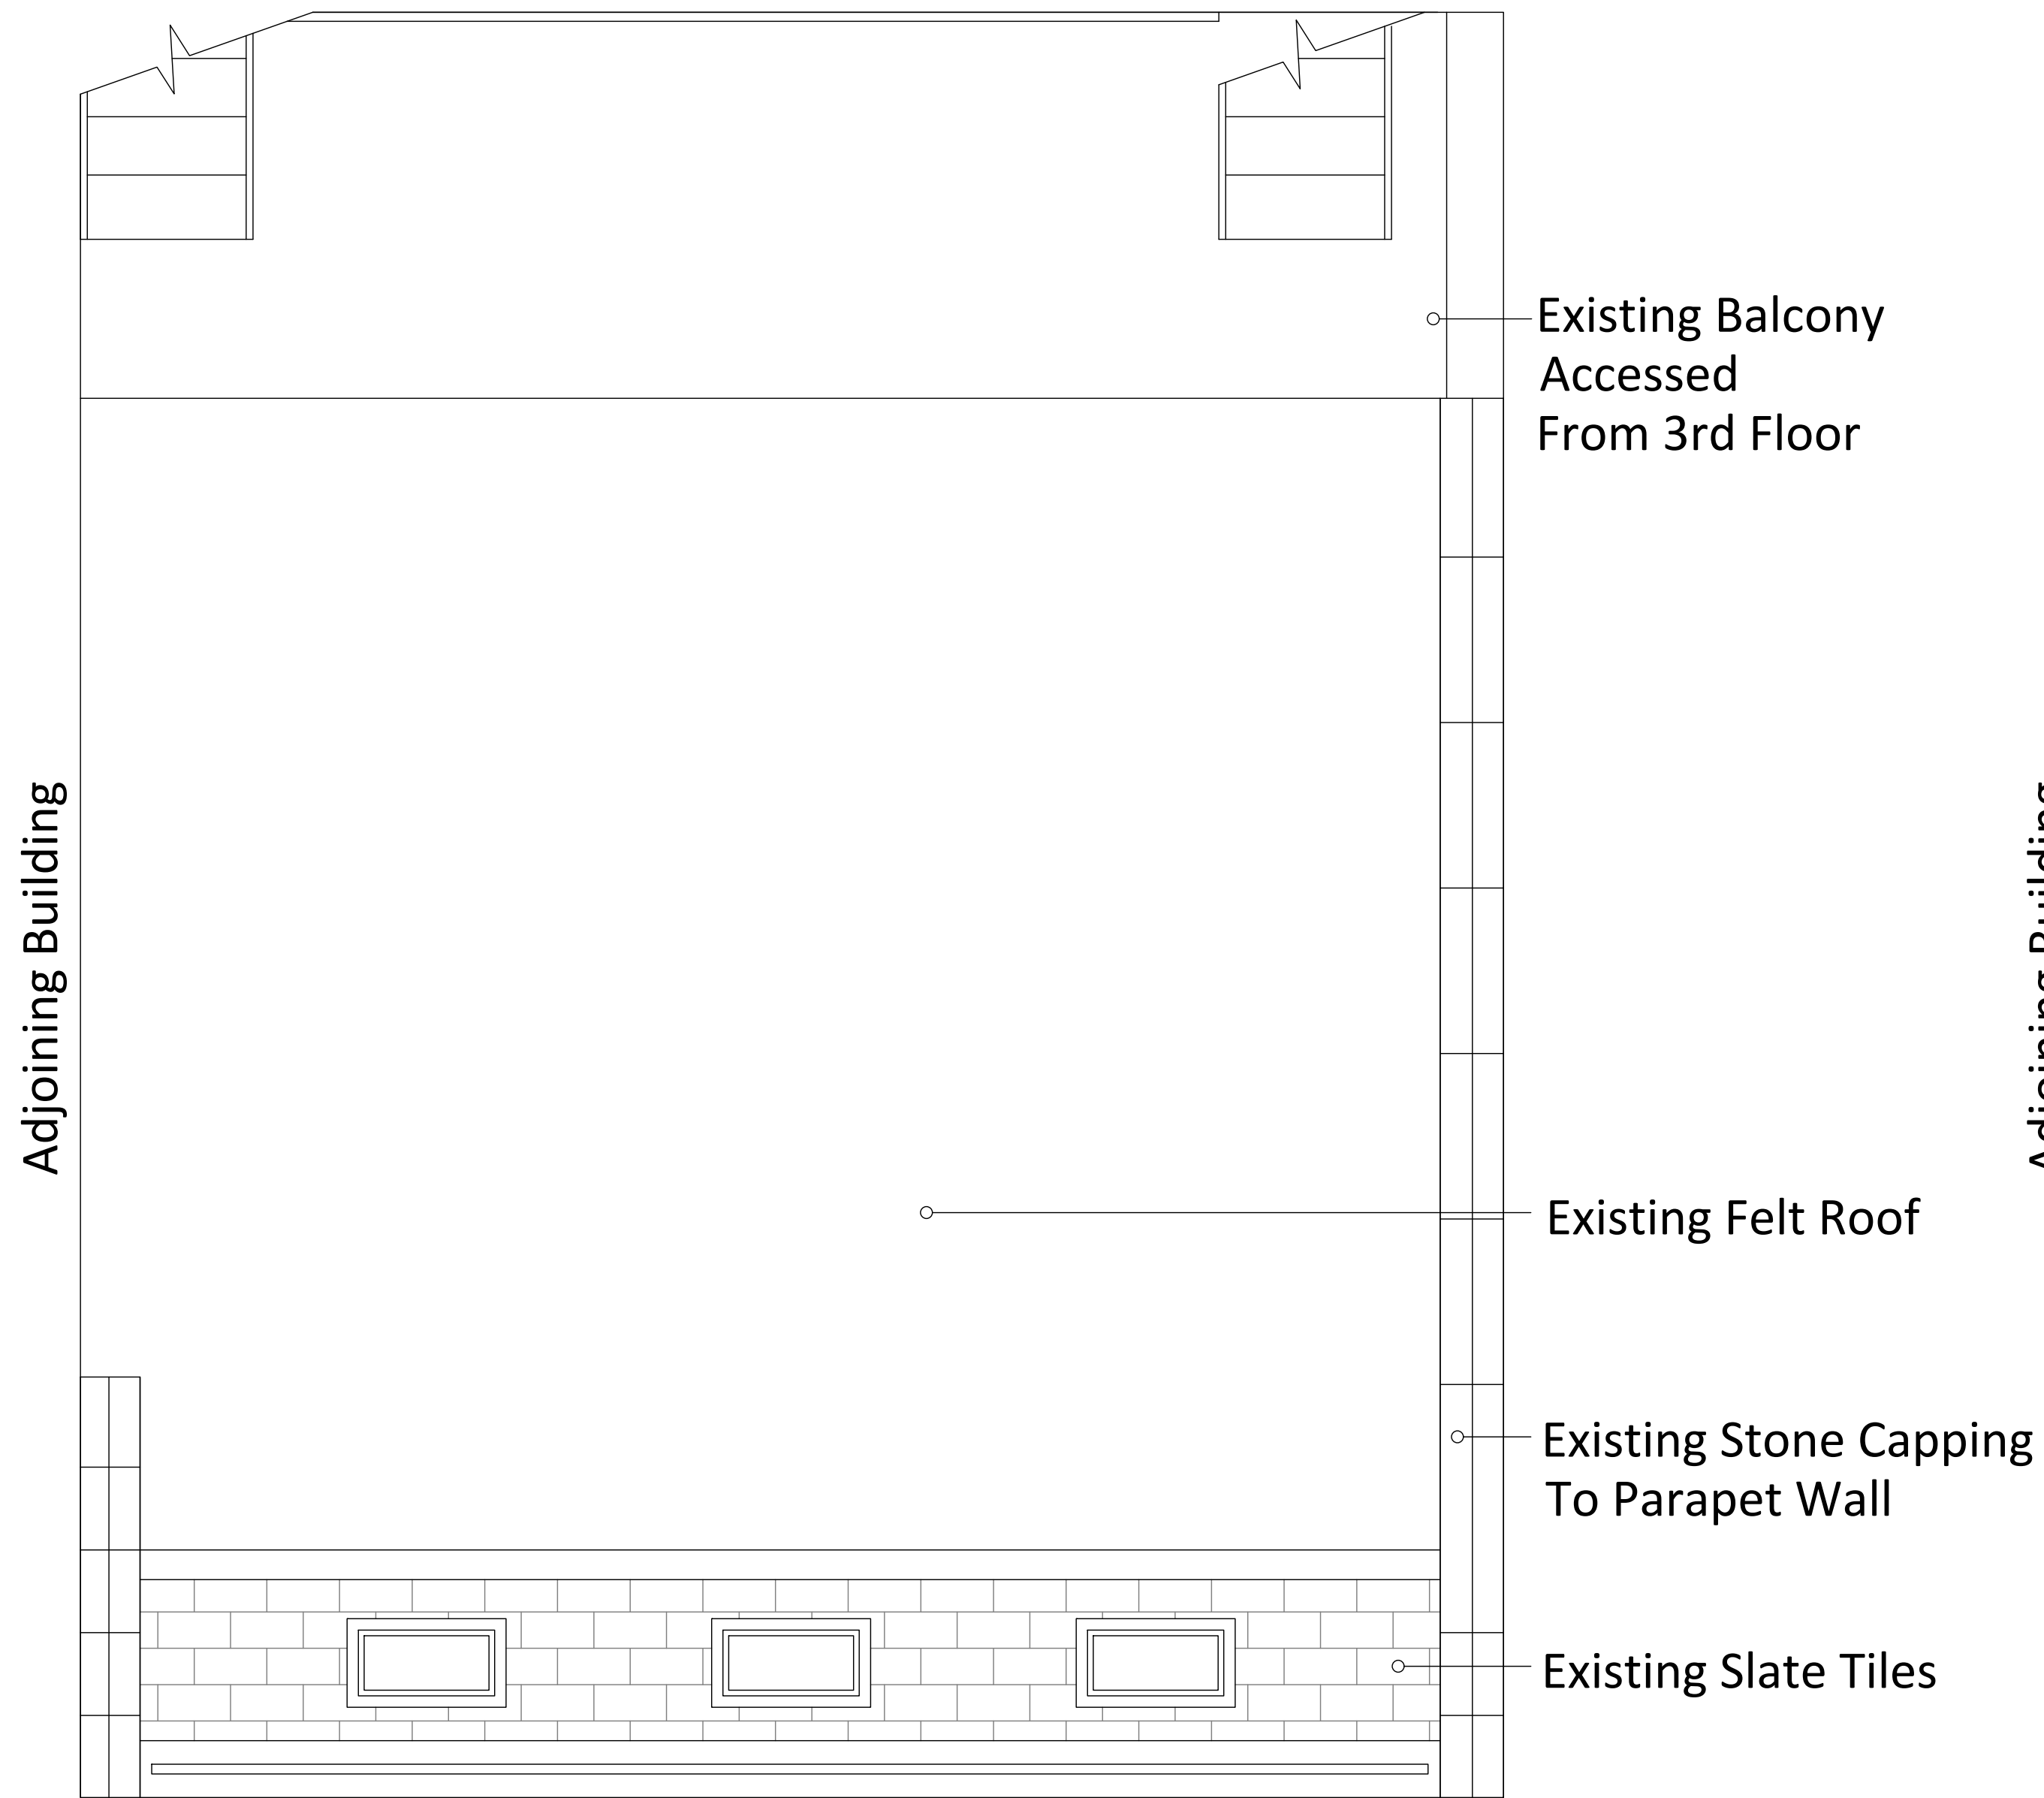 Existing Balcony
Accessed
From 3rd Floor
Adjoining Building
Existing Felt Roof
Existing Stone Capping
To Parapet Wall
Existing Slate Tiles